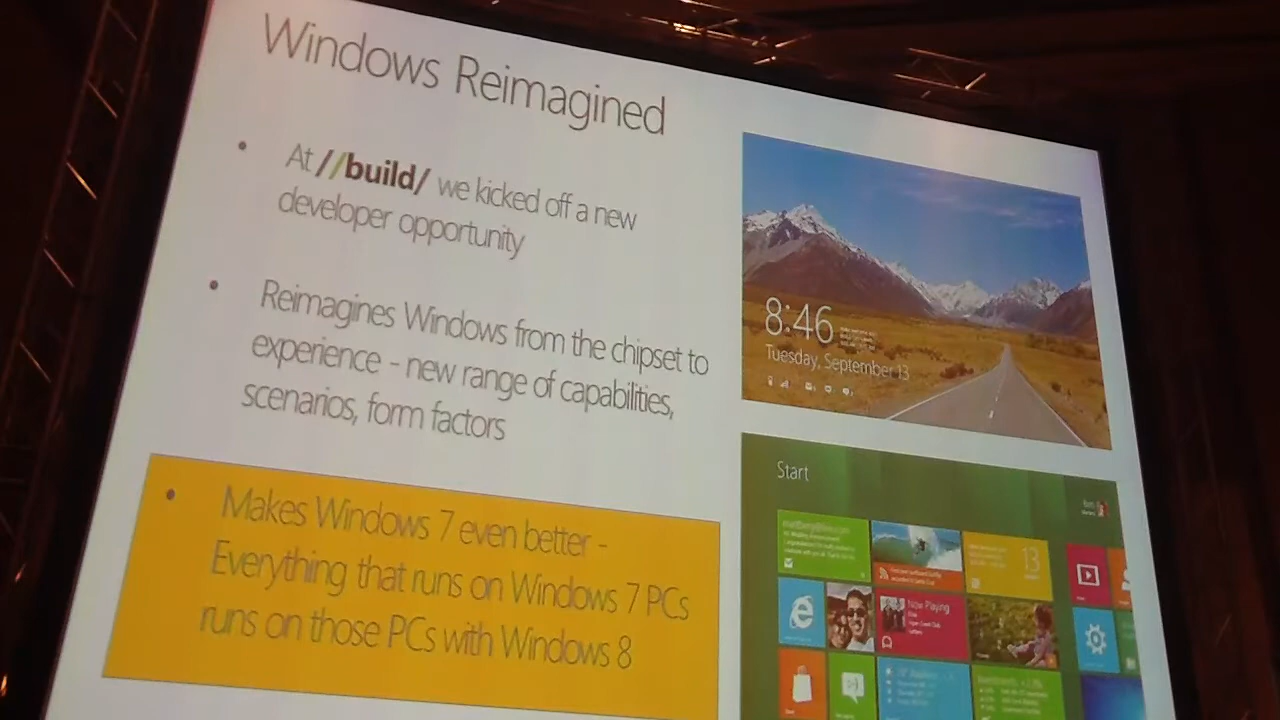 Windows Reimagined
• At //build/ we kicked off a new
developer opportunity
• Reimagines Windows from the chipset to
experience - new range of capabilities,
scenarios, form factors
• Makes Windows 7 even better -
Everything that runs on Windows 7 PCs
runs on those PCs with Windows 8
8:46
Tuesday, September 13
Start
13
Now Playing